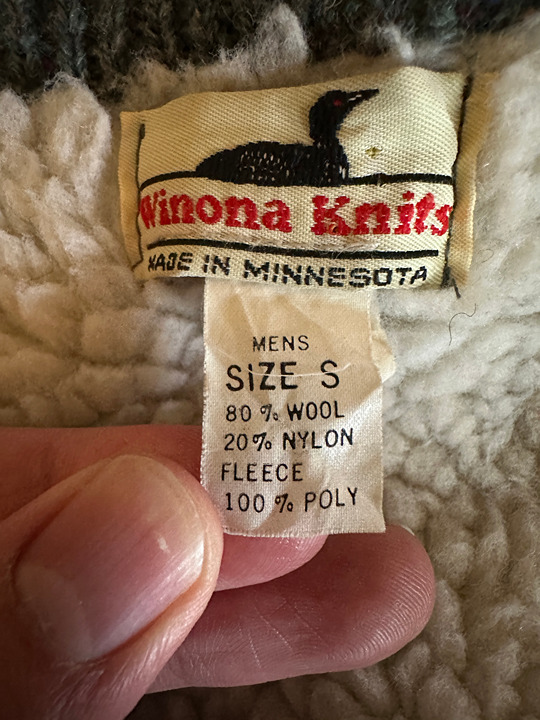 Winona Knits
MADE IN MINNESOTA
MENS
SIZE S
80 % WOOL
20% NYLON
FLEECE
100 % POLY